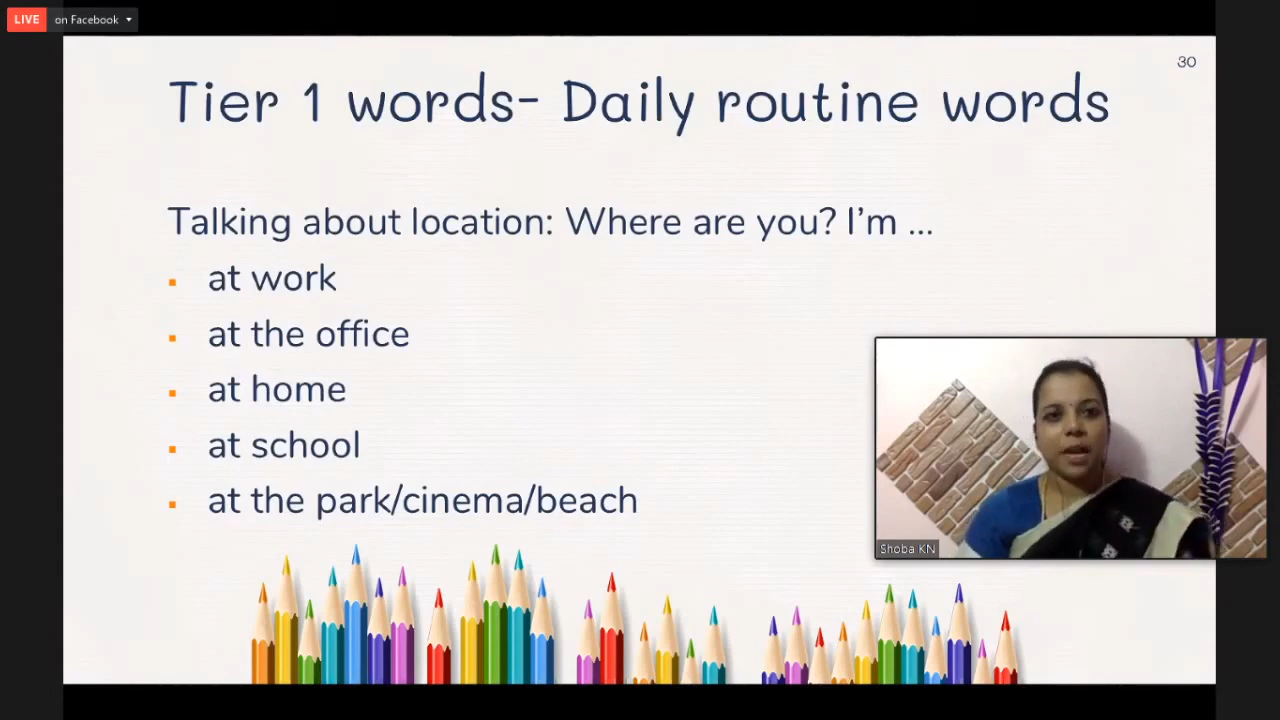 LIVE on Facebook
30
Tier 1 words- Daily routine words
Talking about location: Where are you? I’m ...
▪ at work
▪ at the office
▪ at home
▪ at school
▪ at the park/cinema/beach
Shoba KN